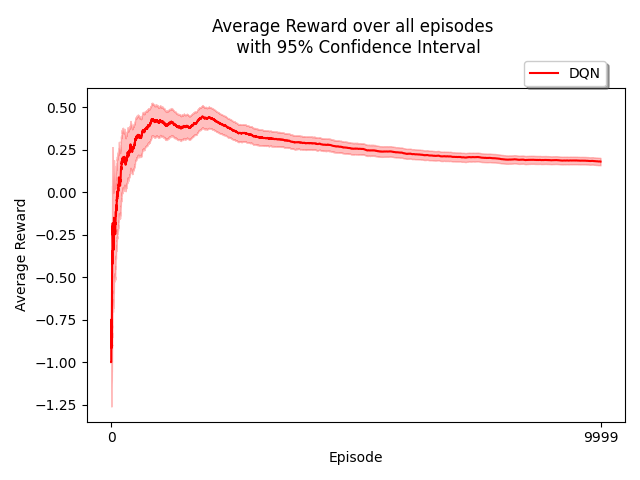 Average Reward over all episodes
with 95% Confidence Interval
DQN
0.50
0.25
0.00
−0.25
−0.50
−0.75
−1.00
−1.25
Average Reward
0
9999
Episode